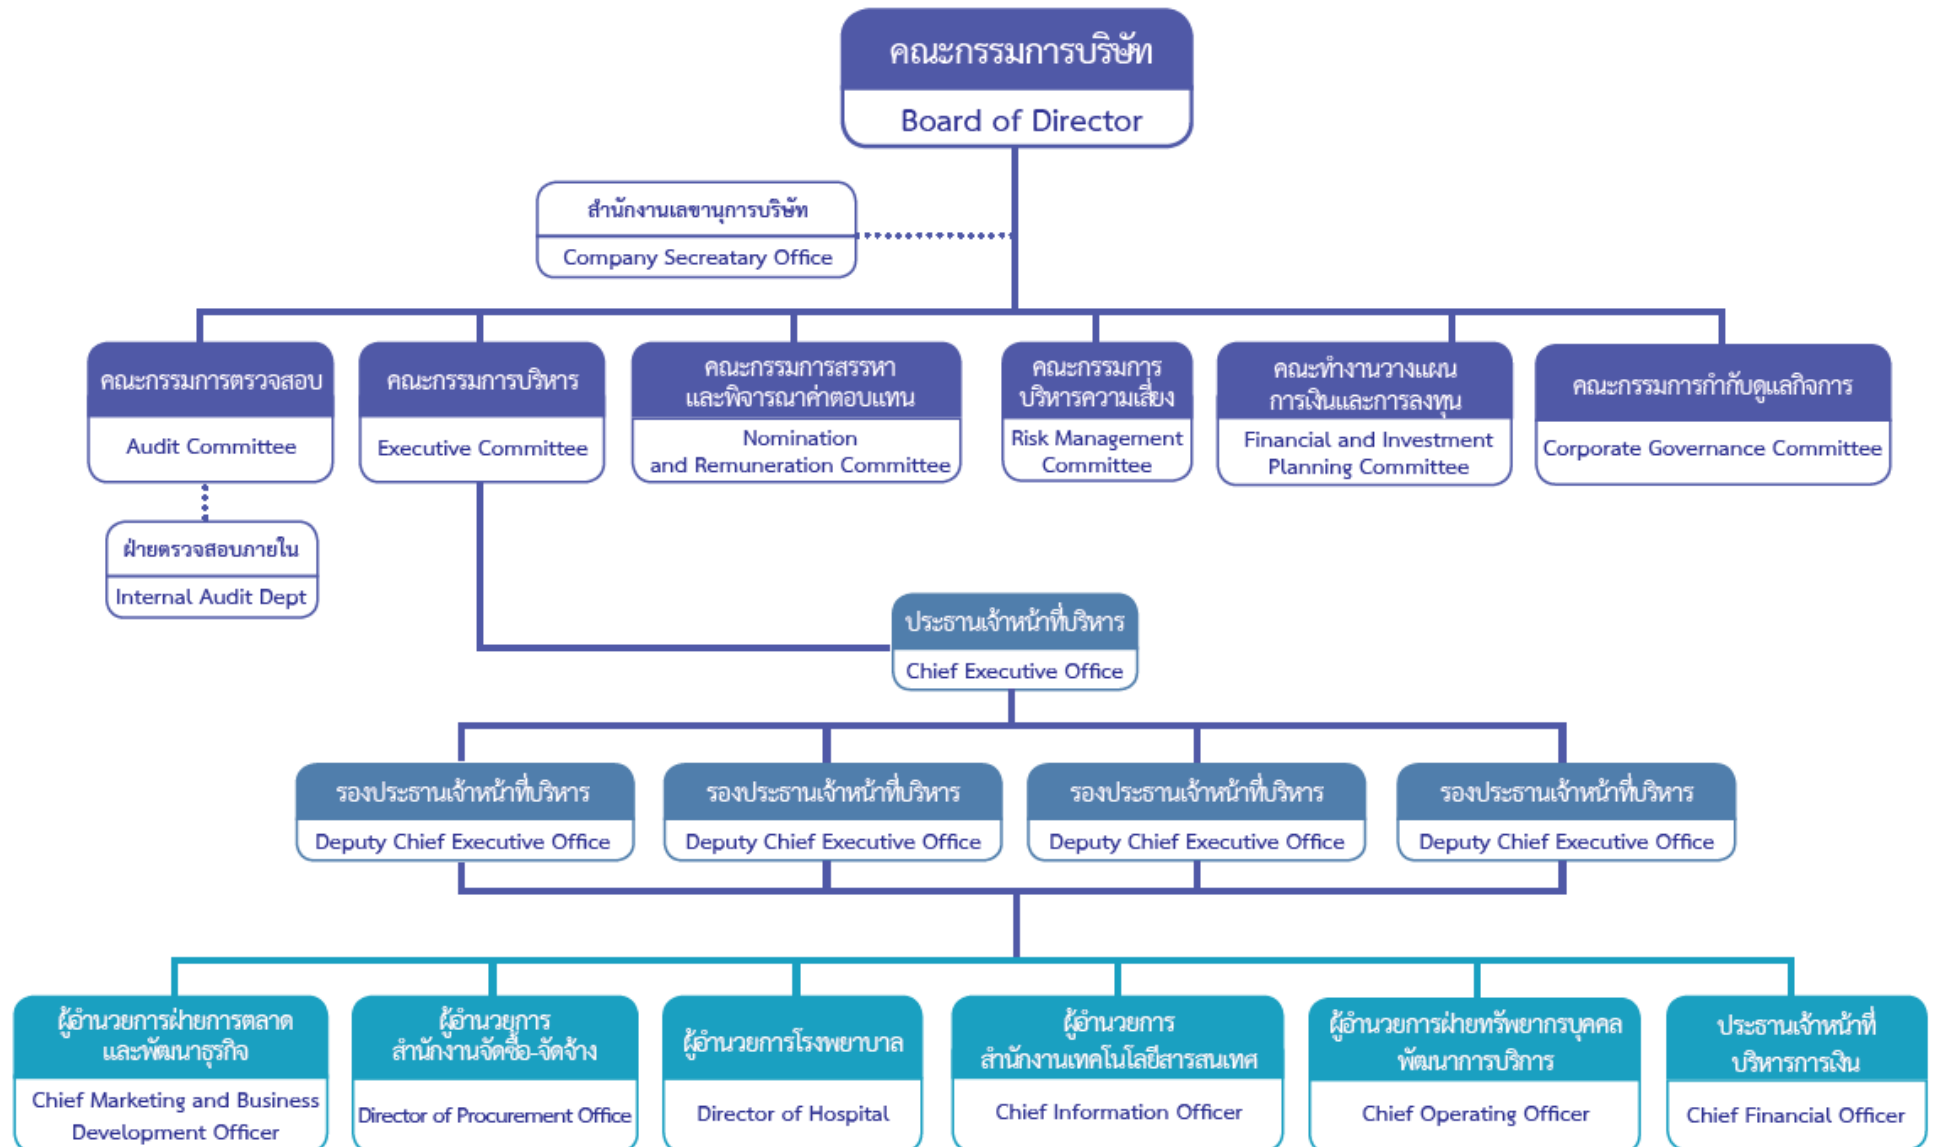 คณะกรรมการบริษัท
Board of Director
สำนักงานเลขานุการบริษัท
Company Secreatary Office
คณะกรรมการตรวจสอบ
Audit Committee
คณะกรรมการบริหาร
Executive Committee
คณะกรรมการสรรหา
และพิจารณาค่าตอบแทน
Nomination
and Remuneration Committee
คณะกรรมการ
บริหารความเสี่ยง
Risk Management
Committee
คณะทำงานวางแผน
การเงินและการลงทุน
Financial and Investment
Planning Committee
คณะกรรมการกำกับดูแลกิจการ
Corporate Governance Committee
ฝ่ายตรวจสอบภายใน
Internal Audit Dept
ประธานเจ้าหน้าที่บริหาร
Chief Executive Office
รองประธานเจ้าหน้าที่บริหาร
Deputy Chief Executive Office
รองประธานเจ้าหน้าที่บริหาร
Deputy Chief Executive Office
รองประธานเจ้าหน้าที่บริหาร
Deputy Chief Executive Office
รองประธานเจ้าหน้าที่บริหาร
Deputy Chief Executive Office
ผู้อำนวยการฝ่ายการตลาด
และพัฒนาธุรกิจ
Chief Marketing and Business
Development Officer
ผู้อำนวยการ
สำนักงานจัดซื้อ-จัดจ้าง
Director of Procurement Office
ผู้อำนวยการโรงพยาบาล
Director of Hospital
ผู้อำนวยการ
สำนักงานเทคโนโลยีสารสนเทศ
Chief Information Officer
ผู้อำนวยการฝ่ายทรัพยากรบุคคล
พัฒนาการบริการ
Chief Operating Officer
ประธานเจ้าหน้าที่
บริหารการเงิน
Chief Financial Officer